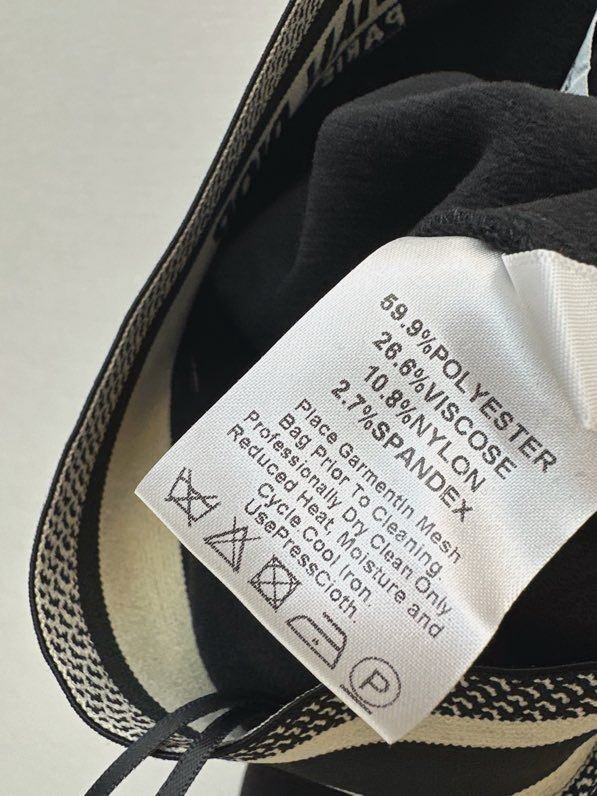 PARIS
59.9%POLYESTER
26.6%VISCOSE
10.8%NYLON
2.7%SPANDEX
Place Garmentin Mesh
Bag Prior To Cleaning.
Professionally Dry Clean Only.
Reduced Heat, Moisture and
Cycle Cool Iron.
UsePressCloth.
P